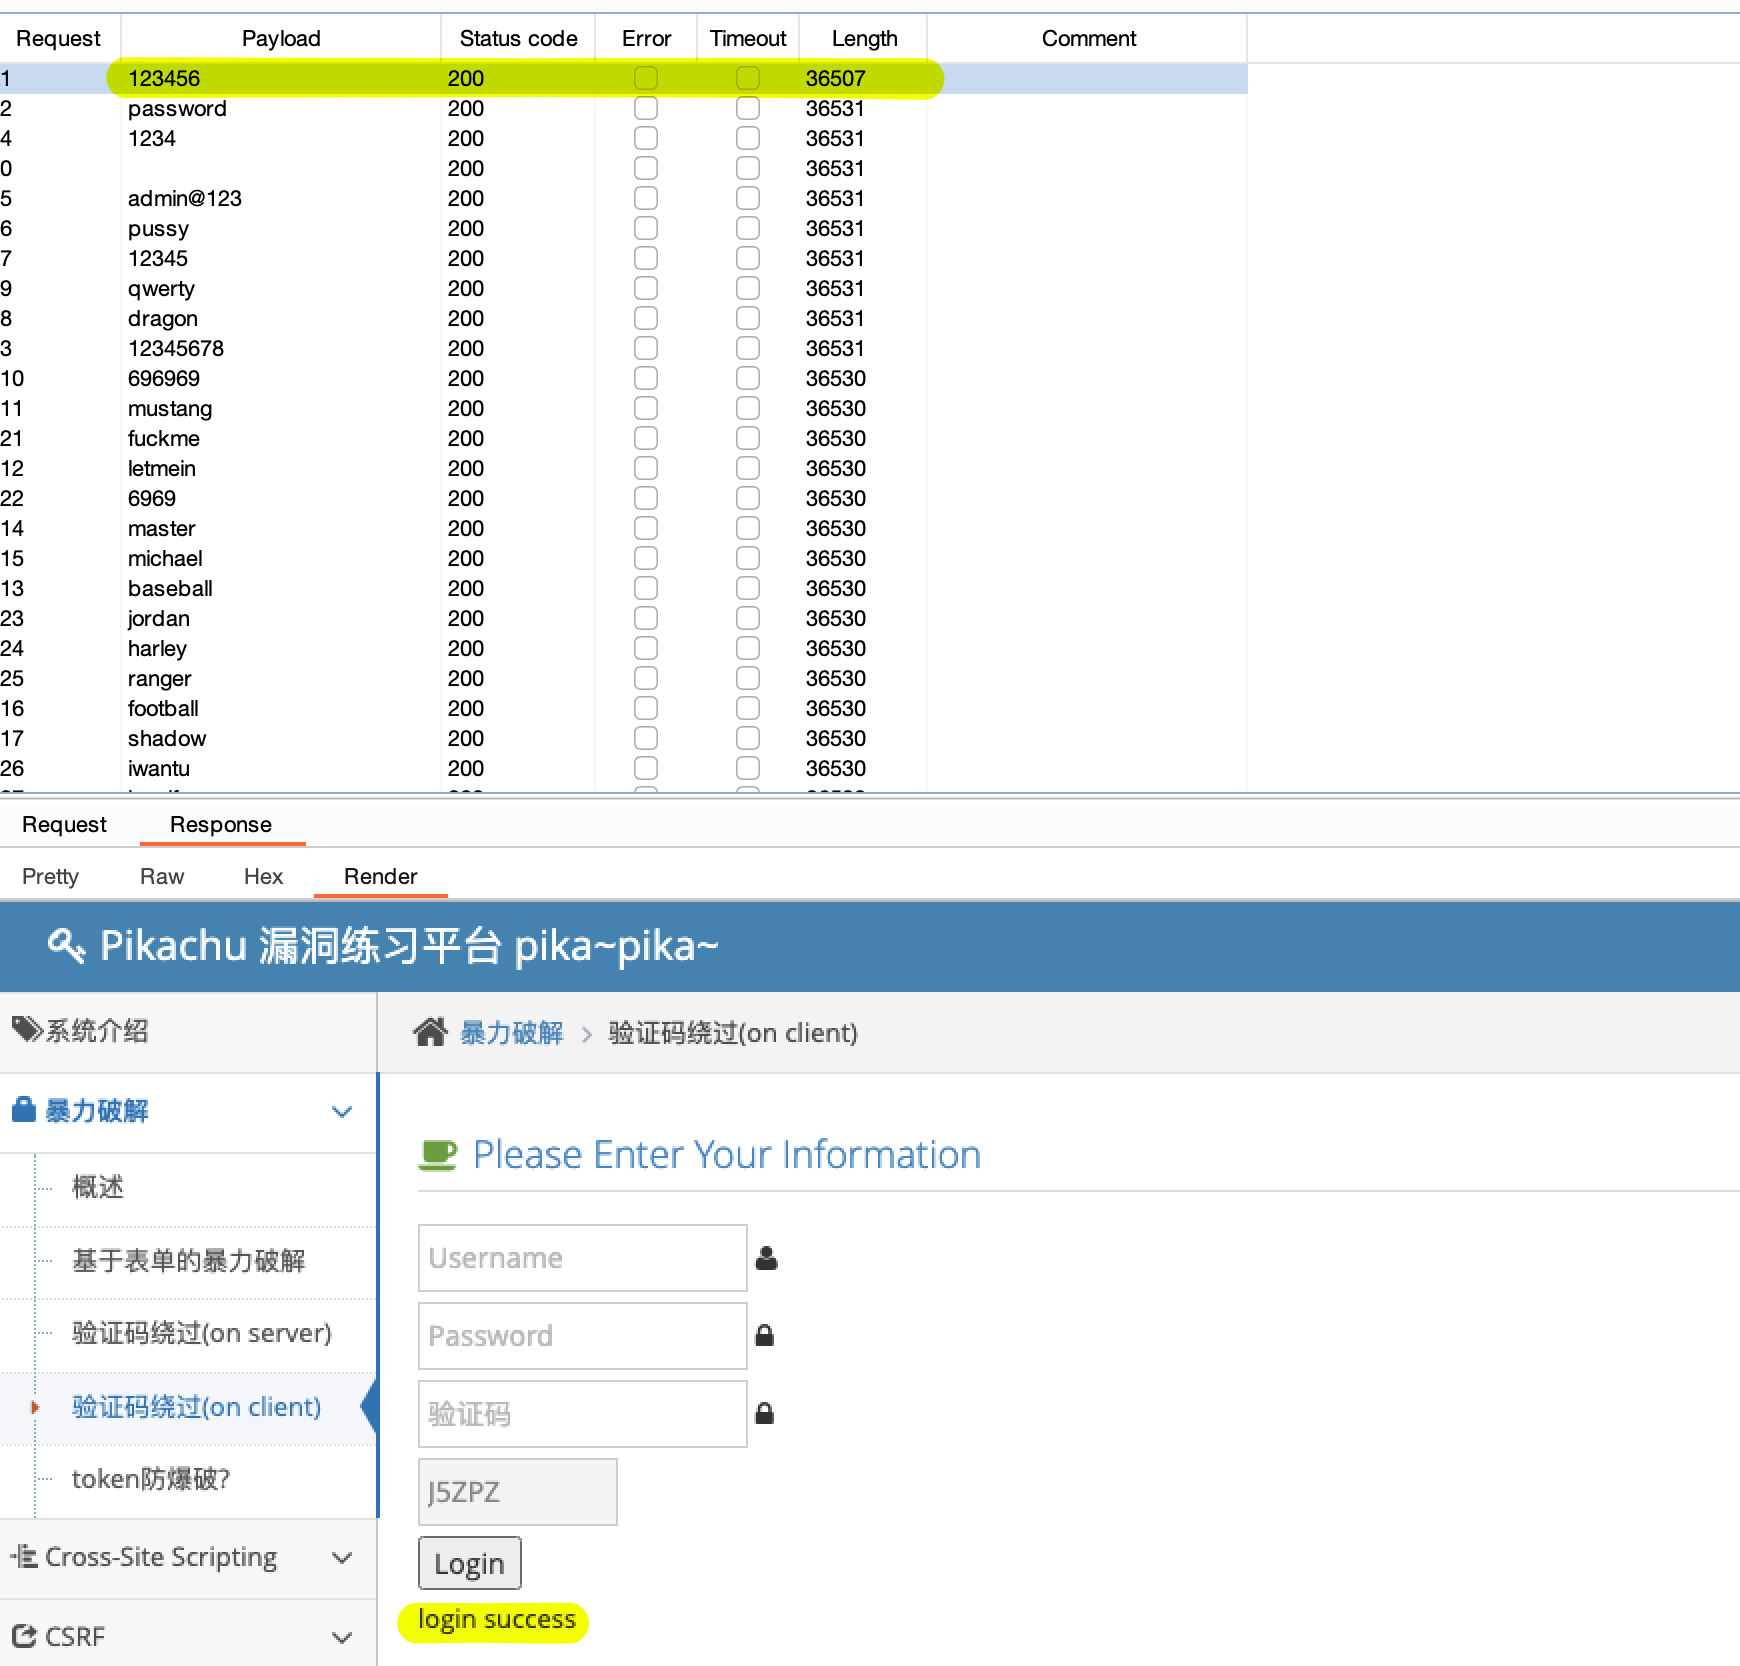 Request Payload Status code Error Timeout Length Comment
1 123456 200 36507
2 password 200 36531
4 1234 200 36531
0 200 36531
5 admin@123 200 36531
6 pussy 200 36531
7 12345 200 36531
9 qwerty 200 36531
8 dragon 200 36531
3 12345678 200 36531
10 696969 200 36530
11 mustang 200 36530
21 fuckme 200 36530
12 letmein 200 36530
22 6969 200 36530
14 master 200 36530
15 michael 200 36530
13 baseball 200 36530
23 jordan 200 36530
24 harley 200 36530
25 ranger 200 36530
16 football 200 36530
17 shadow 200 36530
26 iwantu 200 36530
Request Response
Pretty Raw Hex Render
Pikachu 漏洞练习平台 pika~pika~
系统介绍
暴力破解
概述
基于表单的暴力破解
验证码绕过(on server)
验证码绕过(on client)
token防爆破?
Cross-Site Scripting
CSRF
暴力破解 > 验证码绕过(on client)
Please Enter Your Information
Username
Password
验证码
J5ZPZ
Login
login success